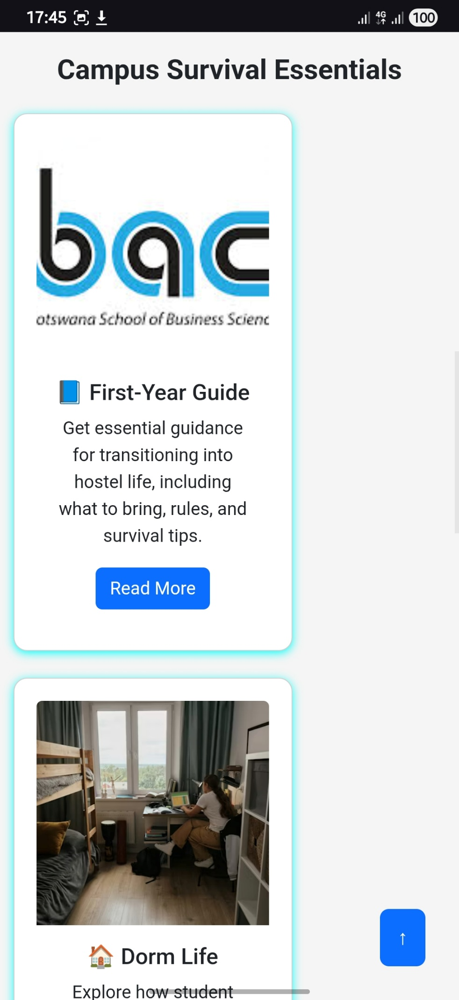 17:45
4G
100
Campus Survival Essentials
bac
otswana School of Business Scienc
First-Year Guide
Get essential guidance
for transitioning into
hostel life, including
what to bring, rules, and
survival tips.
Read More
Dorm Life
Explore how student
↑